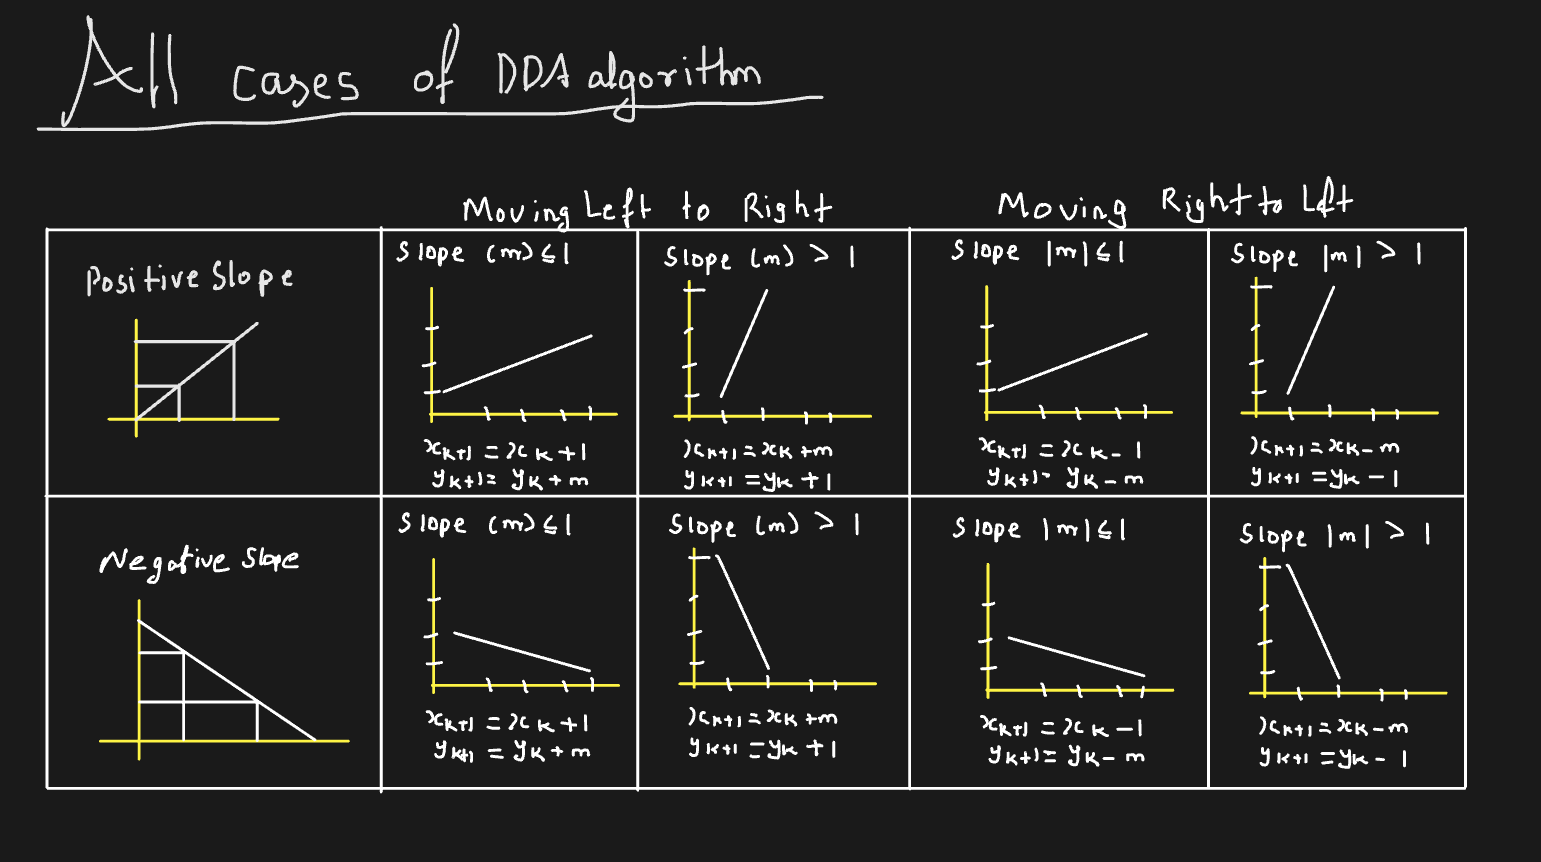 All cases of DDA algorithm
Moving Left to Right
Moving Right to Left
Positive Slope
Slope (m) ≤ 1
x_{k+1} = x_k + 1
y_{k+1} = y_k + m
Slope (m) > 1
x_{k+1} = x_k + m
y_{k+1} = y_k + 1
Slope |m| ≤ 1
x_{k+1} = x_k - 1
y_{k+1} - y_k - m
Slope |m| > 1
x_{k+1} = x_k - m
y_{k+1} = y_k - 1
Negative Slope
Slope (m) ≤ 1
x_{k+1} = x_k + 1
y_{k+1} = y_k + m
Slope (m) > 1
x_{k+1} = x_k + m
y_{k+1} = y_k + 1
Slope |m| ≤ 1
x_{k+1} = x_k - 1
y_{k+1} = y_k - m
Slope |m| > 1
x_{k+1} = x_k - m
y_{k+1} = y_k - 1